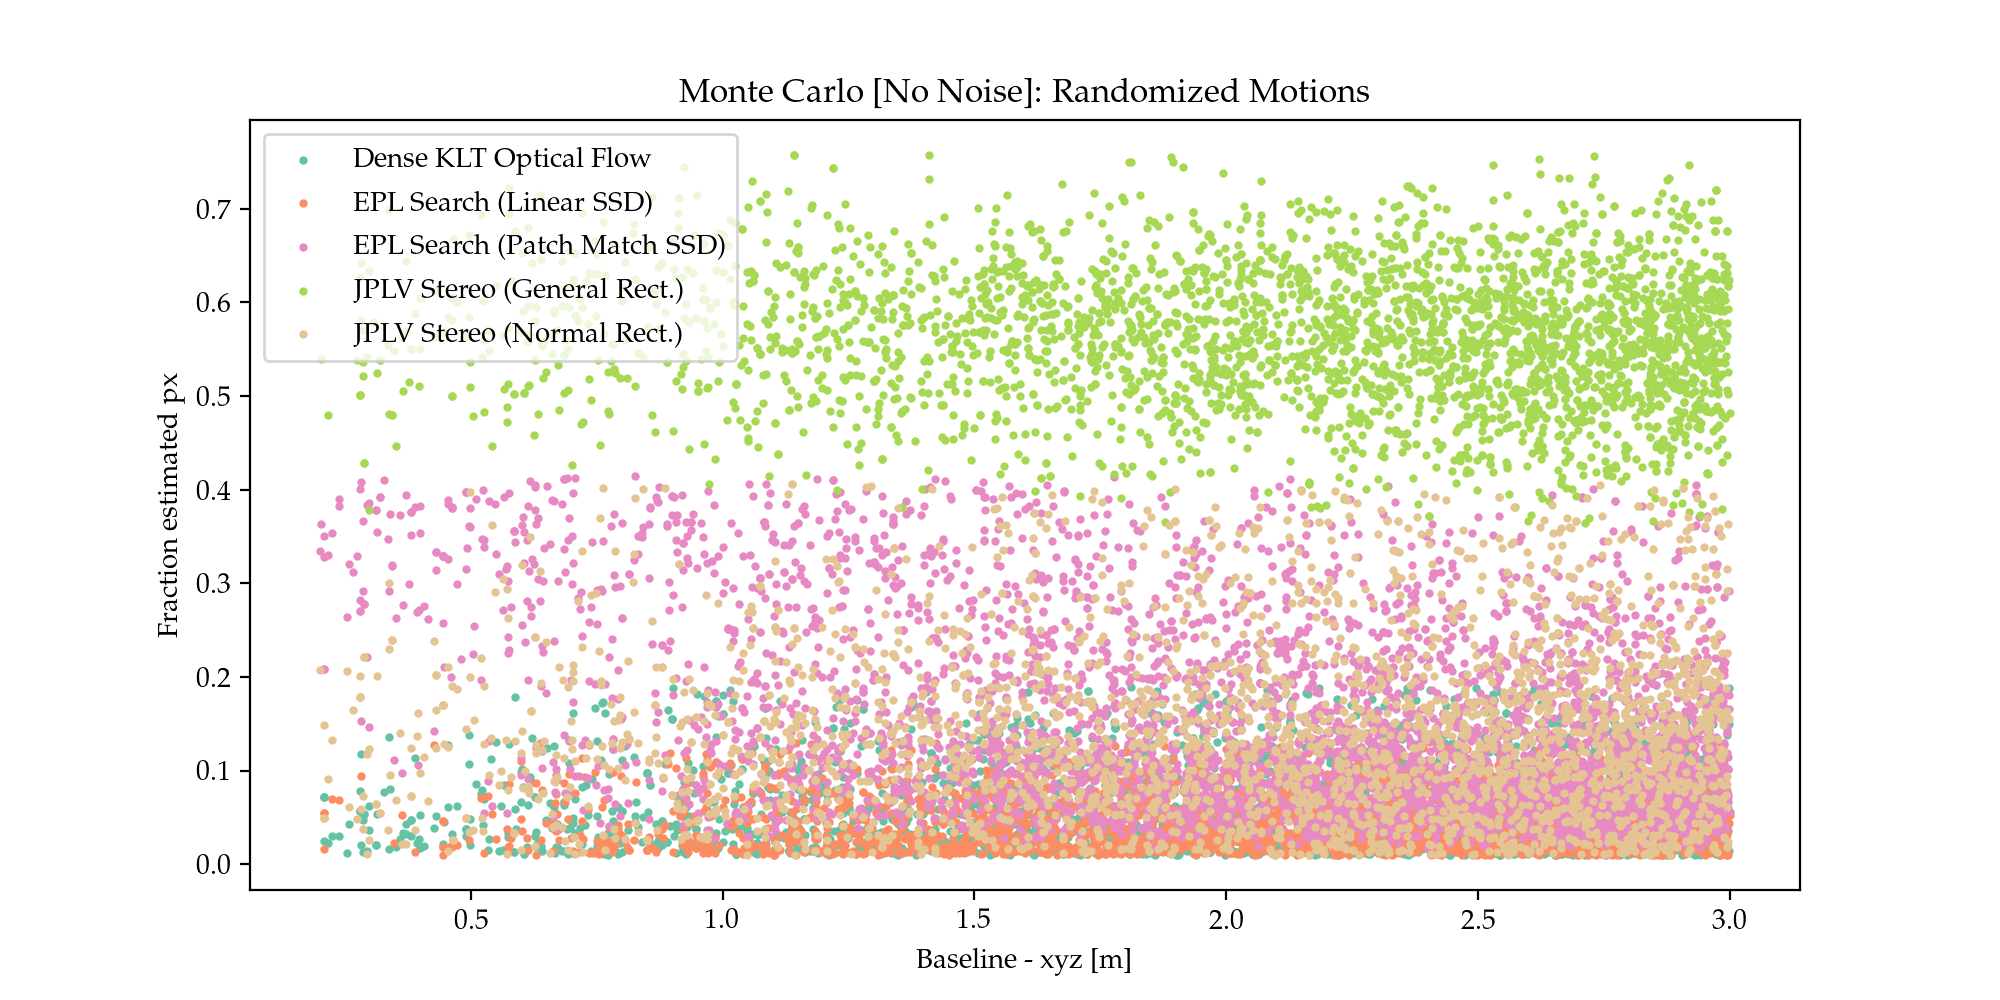 Monte Carlo [No Noise]: Randomized Motions
Dense KLT Optical Flow
EPL Search (Linear SSD)
EPL Search (Patch Match SSD)
JPLV Stereo (General Rect.)
JPLV Stereo (Normal Rect.)
Fraction estimated px
0.7
0.6
0.5
0.4
0.3
0.2
0.1
0.0
0.5 1.0 1.5 2.0 2.5 3.0
Baseline - xyz [m]